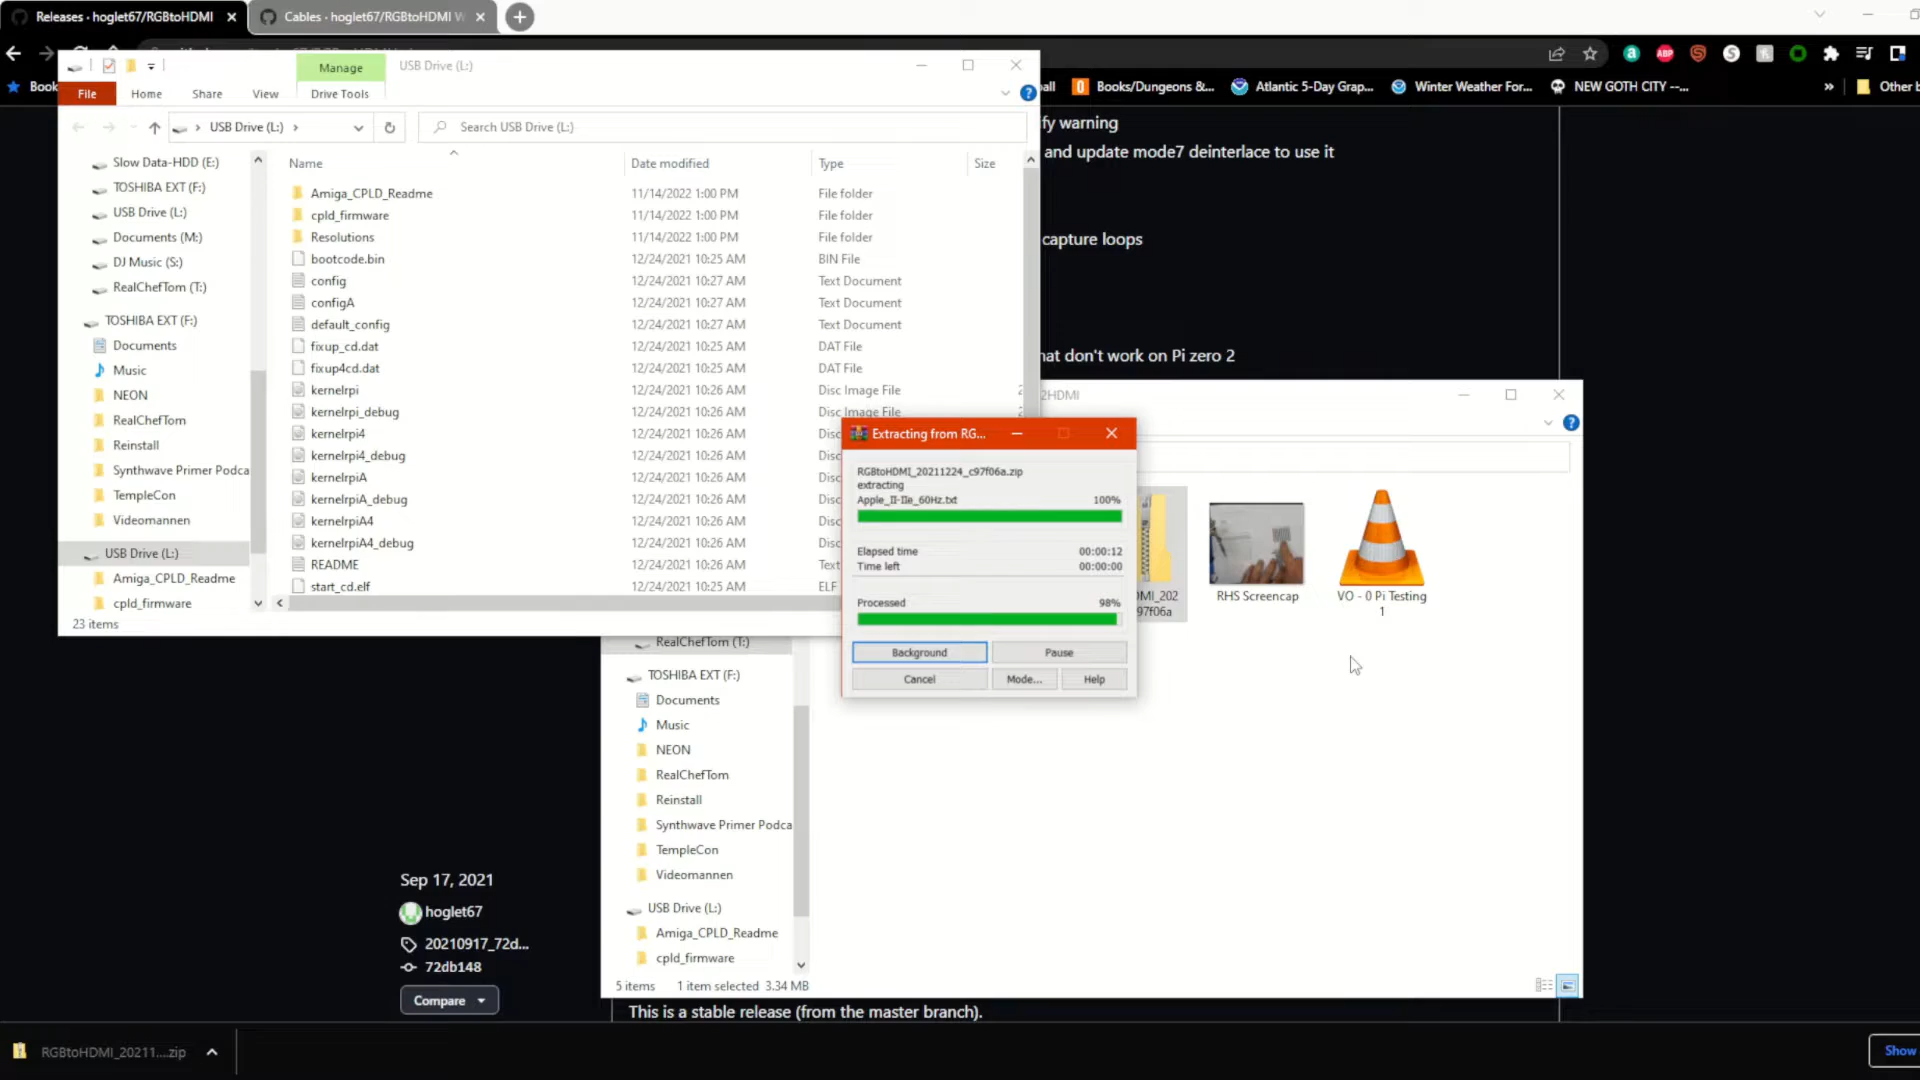 Releases · hoglet67/RGBtoHDMI
Cables · hoglet67/RGBtoHDMI W
Manage
USB Drive (L:)
File
Home
Share
View
Drive Tools
Book
ball
Books/Dungeons &...
Atlantic 5-Day Grap...
Winter Weather For...
NEW GOTH CITY --...
»
Other b
USB Drive (L:)
Search USB Drive (L:)
fy warning
and update mode7 deinterlace to use it
capture loops
hat don't work on Pi zero 2
Slow Data-HDD (E:)
TOSHIBA EXT (F:)
USB Drive (L:)
Documents (M:)
DJ Music (S:)
RealChefTom (T:)
TOSHIBA EXT (F:)
Documents
Music
NEON
RealChefTom
Reinstall
Synthwave Primer Podca
TempleCon
Videomannen
USB Drive (L:)
Amiga_CPLD_Readme
cpld_firmware
23 items
Name Date modified Type Size
Amiga_CPLD_Readme 11/14/2022 1:00 PM File folder
cpld_firmware 11/14/2022 1:00 PM File folder
Resolutions 11/14/2022 1:00 PM File folder
bootcode.bin 12/24/2021 10:25 AM BIN File
config 12/24/2021 10:27 AM Text Document
configA 12/24/2021 10:27 AM Text Document
default_config 12/24/2021 10:27 AM Text Document
fixup_cd.dat 12/24/2021 10:25 AM DAT File
fixup4cd.dat 12/24/2021 10:25 AM DAT File
kernelrpi 12/24/2021 10:26 AM Disc Image File 2
kernelrpi_debug 12/24/2021 10:26 AM Disc Image File
kernelrpi4 12/24/2021 10:26 AM Disc
kernelrpi4_debug 12/24/2021 10:26 AM Disc
kernelrpiA 12/24/2021 10:26 AM Disc
kernelrpiA_debug 12/24/2021 10:26 AM Disc
kernelrpiA4 12/24/2021 10:26 AM Disc
kernelrpiA4_debug 12/24/2021 10:26 AM Disc
README 12/24/2021 10:26 AM Text
start_cd.elf 12/24/2021 10:25 AM ELF
Extracting from RG...
RGBtoHDMI_20211224_c97f06a.zip
extracting
Apple_II-IIe_60Hz.txt 100%
Elapsed time 00:00:12
Time left 00:00:00
Processed 98%
Background
Pause
Cancel
Mode...
Help
2HDMI
DMI_202
97f06a
RHS Screencap
VO - 0 Pi Testing
1
RealChefTom (T:)
TOSHIBA EXT (F:)
Documents
Music
NEON
RealChefTom
Reinstall
Synthwave Primer Podca
TempleCon
Videomannen
USB Drive (L:)
Amiga_CPLD_Readme
cpld_firmware
5 items 1 item selected 3.34 MB
Sep 17, 2021
hoglet67
20210917_72d...
72db148
Compare
This is a stable release (from the master branch).
RGBtoHDMI_20211....zip
Show